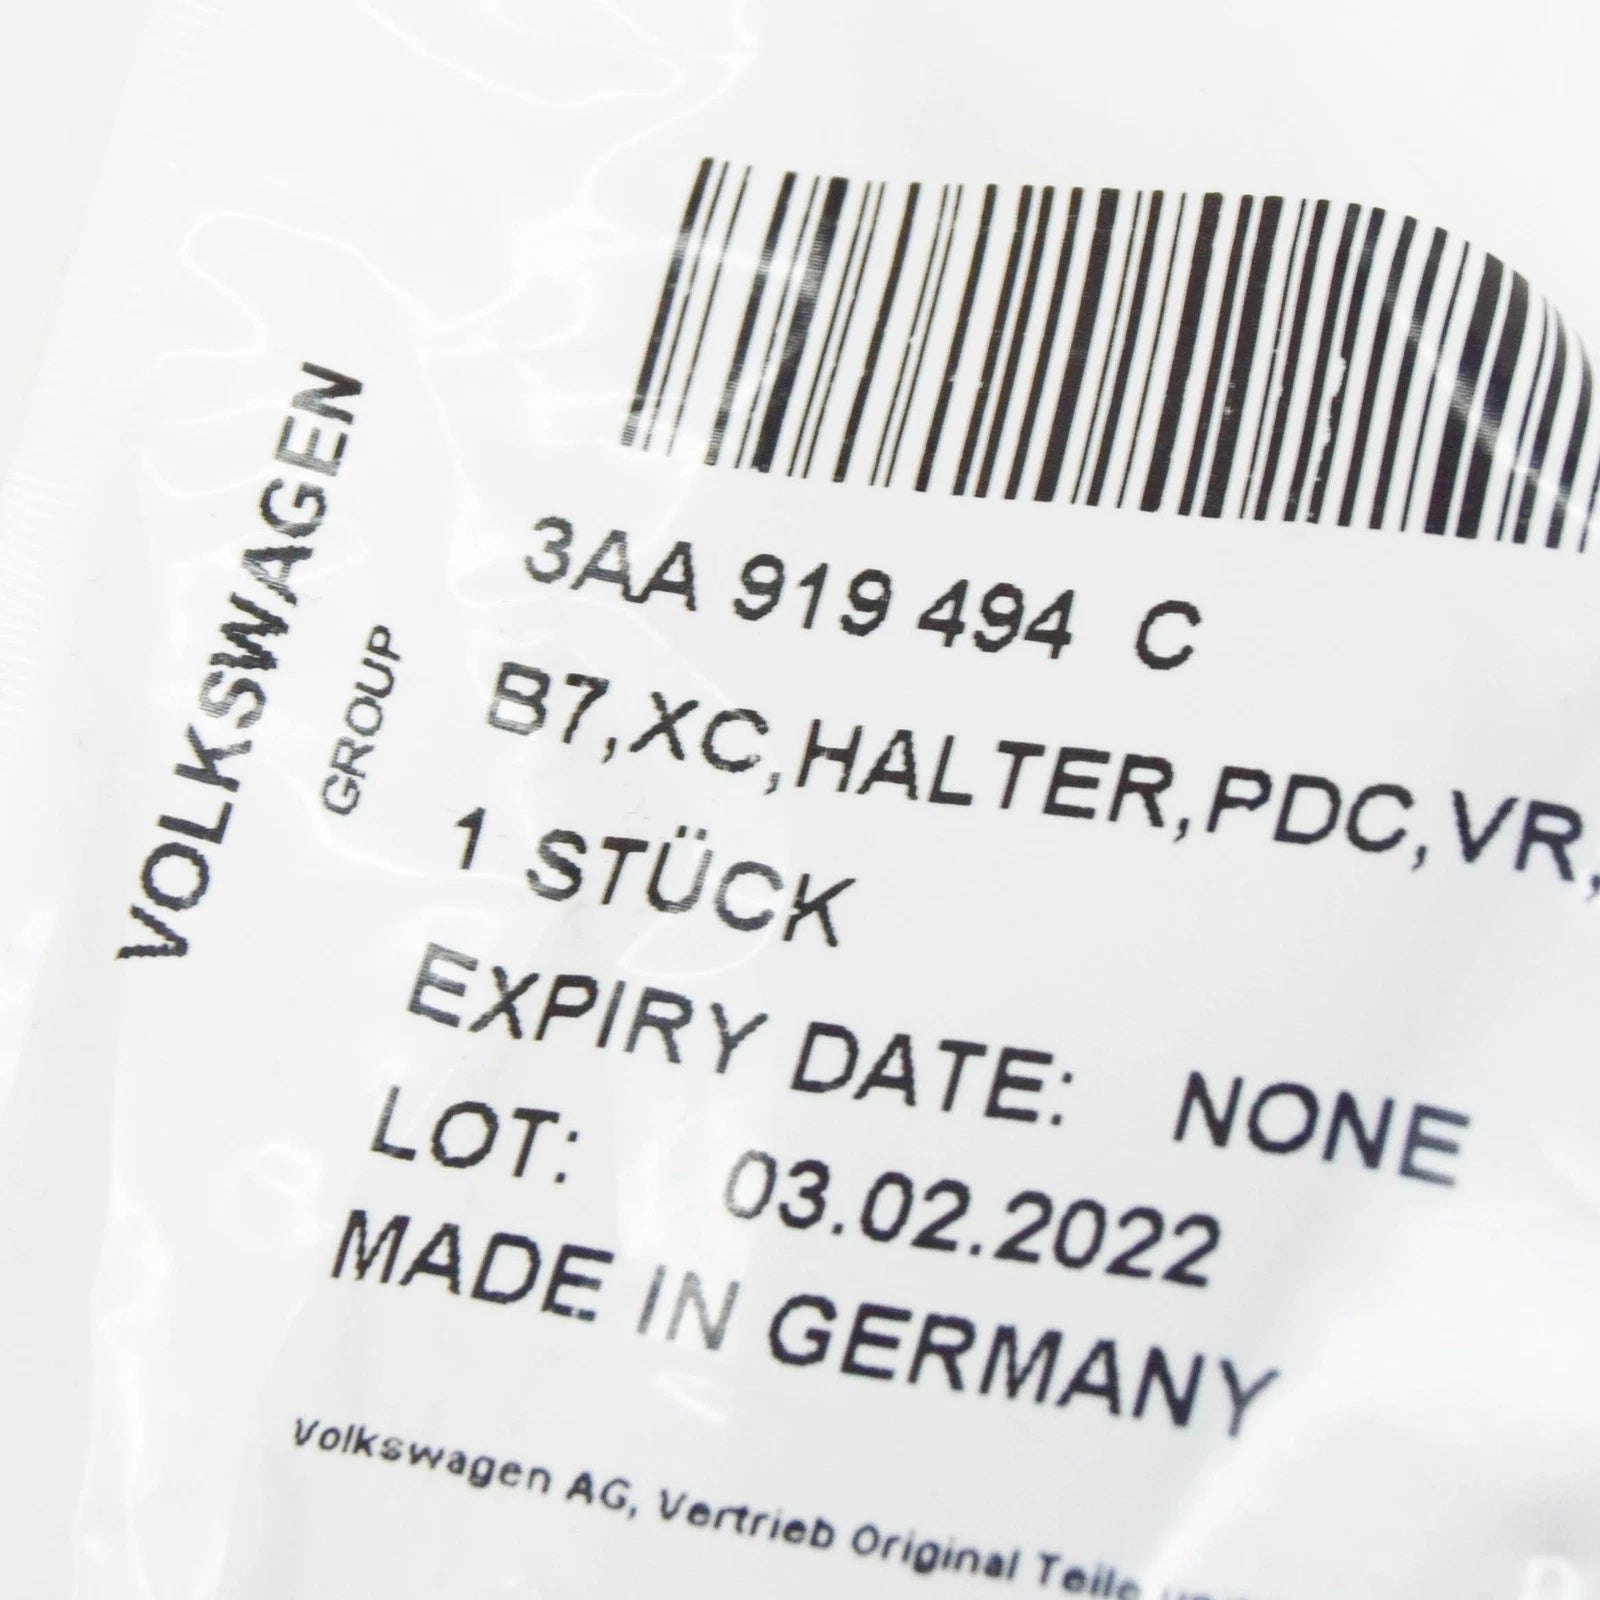 VOLKSWAGEN
GROUP
3AA 919 494 C
B7,XC,HALTER,PDC,VR,
1 STÜCK
EXPIRY DATE: NONE
LOT: 03.02.2022
MADE IN GERMANY
Volkswagen AG, Vertrieb Original Teile